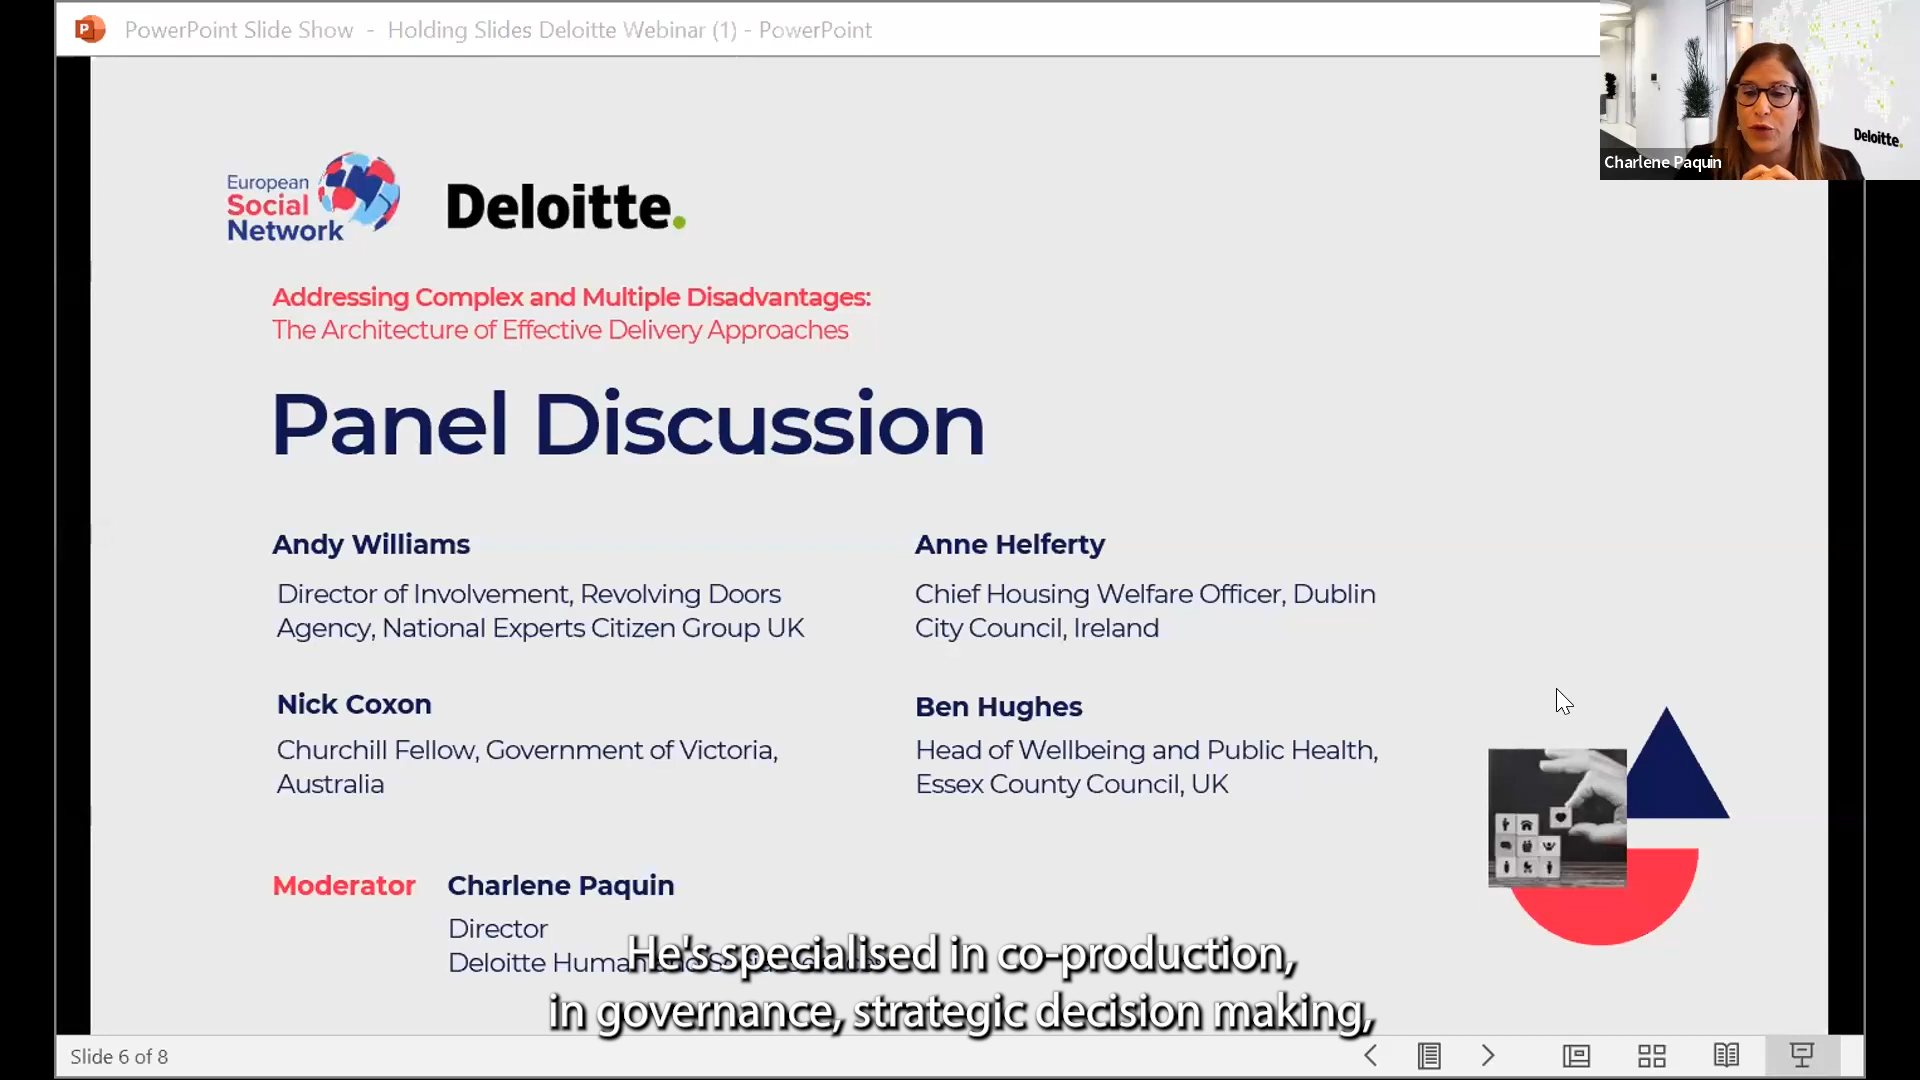 PowerPoint Slide Show - Holding Slides Deloitte Webinar (1) - PowerPoint
Deloitte.
Charlene Paquin
European
Social
Network
Deloitte.
Addressing Complex and Multiple Disadvantages:
The Architecture of Effective Delivery Approaches
Panel Discussion
Andy Williams
Director of Involvement, Revolving Doors
Agency, National Experts Citizen Group UK
Anne Helferty
Chief Housing Welfare Officer, Dublin
City Council, Ireland
Nick Coxon
Churchill Fellow, Government of Victoria,
Australia
Ben Hughes
Head of Wellbeing and Public Health,
Essex County Council, UK
Moderator Charlene Paquin
Director
Deloitte Human
He's specialised in co-production,
in governance, strategic decision making,
Slide 6 of 8